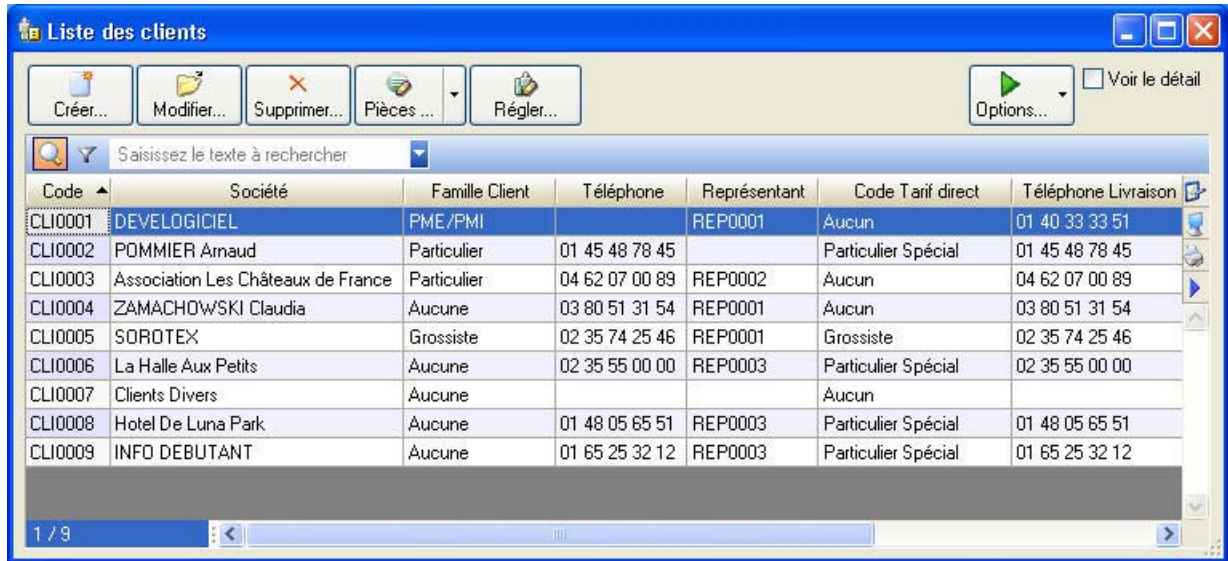 Liste des clients
Créer... Modifier... Supprimer... Pièces ... Régler... Options... Voir le détail
Saisissez le texte à rechercher
Code Société Famille Client Téléphone Représentant Code Tarif direct Téléphone Livraison
CLI0001 DEVELOGICIEL PME/PMI REP0001 Aucun 01 40 33 33 51
CLI0002 POMMIER Arnaud Particulier 01 45 48 78 45 Particulier Spécial 01 45 48 78 45
CLI0003 Association Les Châteaux de France Particulier 04 62 07 00 89 REP0002 Aucun 04 62 07 00 89
CLI0004 ZAMACHOWSKI Claudia Aucune 03 80 51 31 54 REP0001 Aucun 03 80 51 31 54
CLI0005 SOROTEX Grossiste 02 35 74 25 46 REP0001 Grossiste 02 35 74 25 46
CLI0006 La Halle Aux Petits Aucune 02 35 55 00 00 REP0003 Particulier Spécial 02 35 55 00 00
CLI0007 Clients Divers Aucune Aucun
CLI0008 Hotel De Luna Park Aucune 01 48 05 65 51 REP0003 Particulier Spécial 01 48 05 65 51
CLI0009 INFO DEBUTANT Aucune 01 65 25 32 12 REP0003 Particulier Spécial 01 65 25 32 12
1 / 9